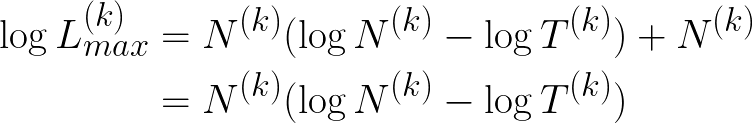 log L_{max}^{(k)} = N^{(k)}(log N^{(k)} − log T^{(k)}) + N^{(k)}
= N^{(k)}(log N^{(k)} − log T^{(k)})